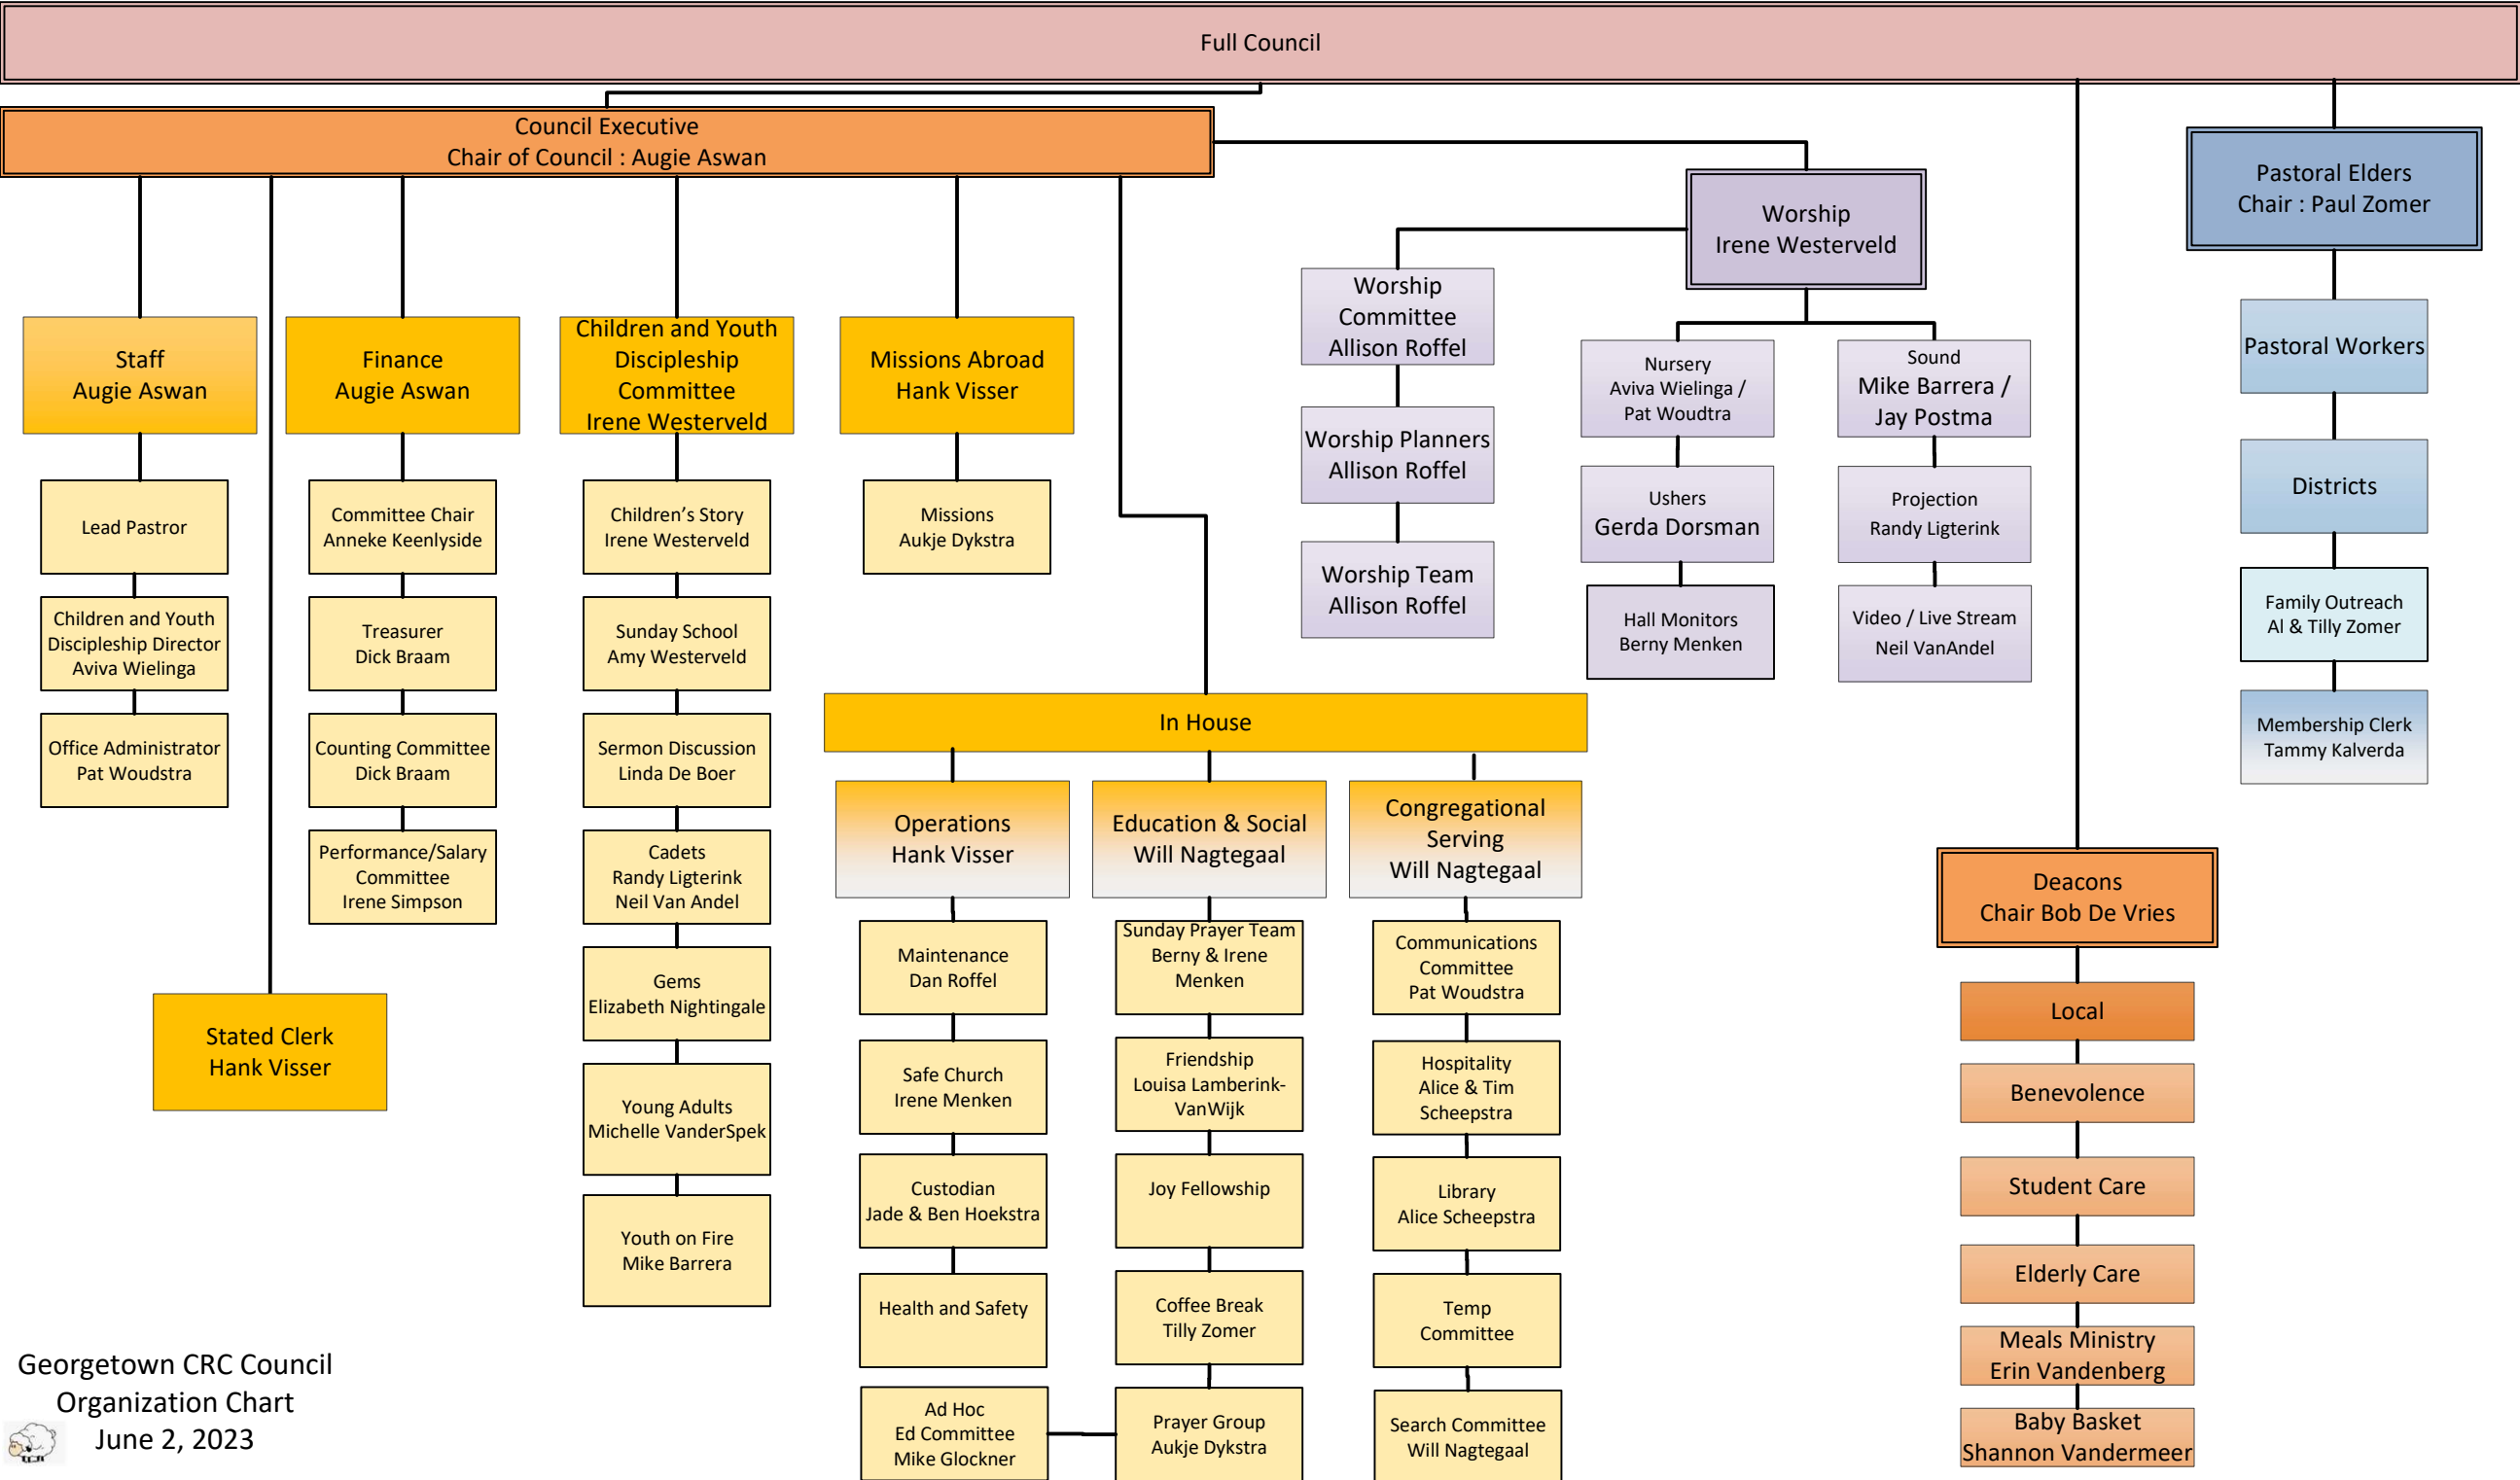 Full Council
Council Executive
Chair of Council : Augie Aswan
Staff
Augie Aswan
Lead Pastror
Children and Youth
Discipleship Director
Aviva Wielinga
Office Administrator
Pat Woudstra
Stated Clerk
Hank Visser
Finance
Augie Aswan
Committee Chair
Anneke Keenlyside
Treasurer
Dick Braam
Counting Committee
Dick Braam
Performance/Salary
Committee
Irene Simpson
Children and Youth
Discipleship
Committee
Irene Westerveld
Children’s Story
Irene Westerveld
Sunday School
Amy Westerveld
Sermon Discussion
Linda De Boer
Cadets
Randy Ligterink
Neil Van Andel
Gems
Elizabeth Nightingale
Young Adults
Michelle VanderSpek
Youth on Fire
Mike Barrera
Missions Abroad
Hank Visser
Missions
Aukje Dykstra
In House
Operations
Hank Visser
Maintenance
Dan Roffel
Safe Church
Irene Menken
Custodian
Jade & Ben Hoekstra
Health and Safety
Education & Social
Will Nagtegaal
Sunday Prayer Team
Berny & Irene
Menken
Friendship
Louisa Lamberink-
VanWijk
Joy Fellowship
Coffee Break
Tilly Zomer
Prayer Group
Aukje Dykstra
Ad Hoc
Ed Committee
Mike Glockner
Congregational
Serving
Will Nagtegaal
Communications
Committee
Pat Woudstra
Hospitality
Alice & Tim
Scheepstra
Library
Alice Scheepstra
Temp
Committee
Search Committee
Will Nagtegaal
Worship
Irene Westerveld
Worship
Committee
Allison Roffel
Worship Planners
Allison Roffel
Worship Team
Allison Roffel
Nursery
Aviva Wielinga /
Pat Woudtra
Ushers
Gerda Dorsman
Hall Monitors
Berny Menken
Sound
Mike Barrera /
Jay Postma
Projection
Randy Ligterink
Video / Live Stream
Neil VanAndel
Deacons
Chair Bob De Vries
Local
Benevolence
Student Care
Elderly Care
Meals Ministry
Erin Vandenberg
Baby Basket
Shannon Vandermeer
Pastoral Elders
Chair : Paul Zomer
Pastoral Workers
Districts
Family Outreach
Al & Tilly Zomer
Membership Clerk
Tammy Kalverda
Georgetown CRC Council
Organization Chart
June 2, 2023